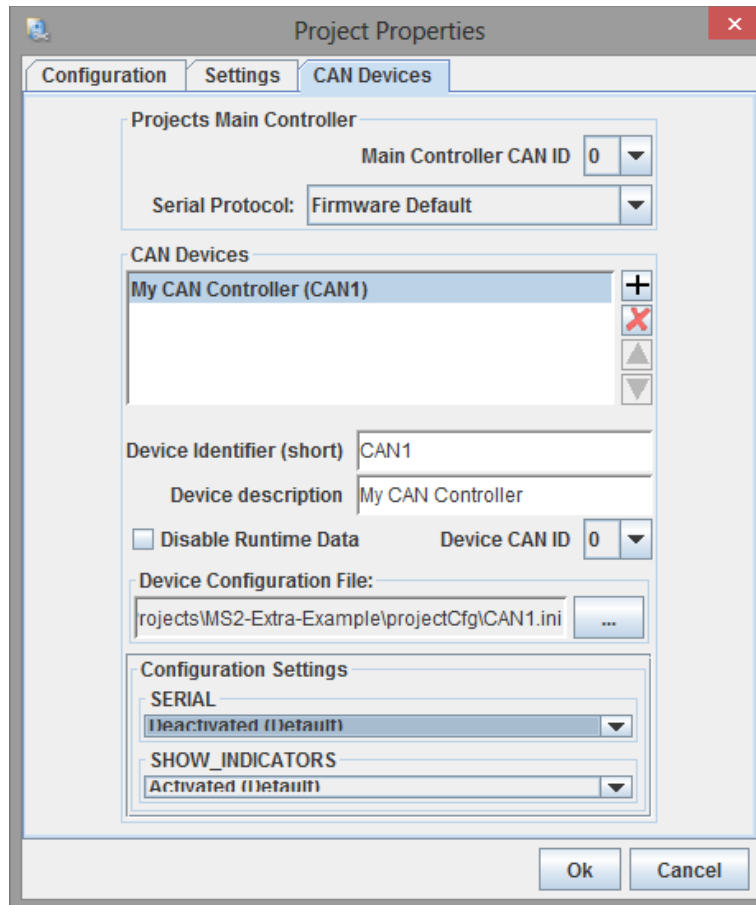 Project Properties
Configuration Settings CAN Devices
Projects Main Controller
Main Controller CAN ID 0
Serial Protocol: Firmware Default
CAN Devices
My CAN Controller (CAN1)
Device Identifier (short) CAN1
Device description My CAN Controller
Disable Runtime Data Device CAN ID 0
Device Configuration File:
rojects\MS2-Extra-Example\projectCfg\CAN1.ini ...
Configuration Settings
SERIAL
Deactivated (Default)
SHOW_INDICATORS
Activated (Default)
Ok Cancel